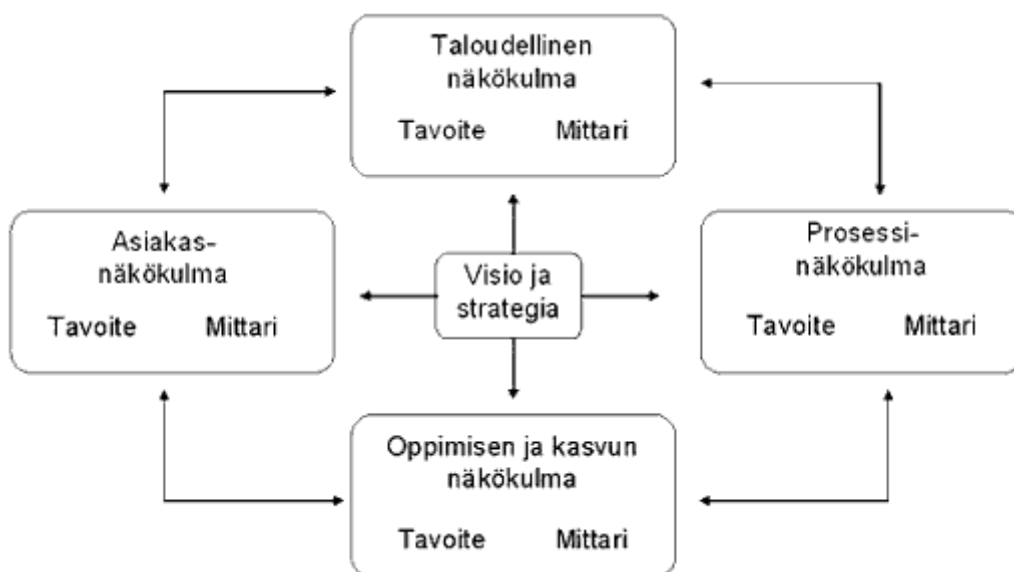 Taloudellinen
näkökulma
Tavoite Mittari
Asiakas-
näkökulma
Tavoite Mittari
Visio ja
strategia
Prosessi-
näkökulma
Tavoite Mittari
Oppimisen ja kasvun
näkökulma
Tavoite Mittari